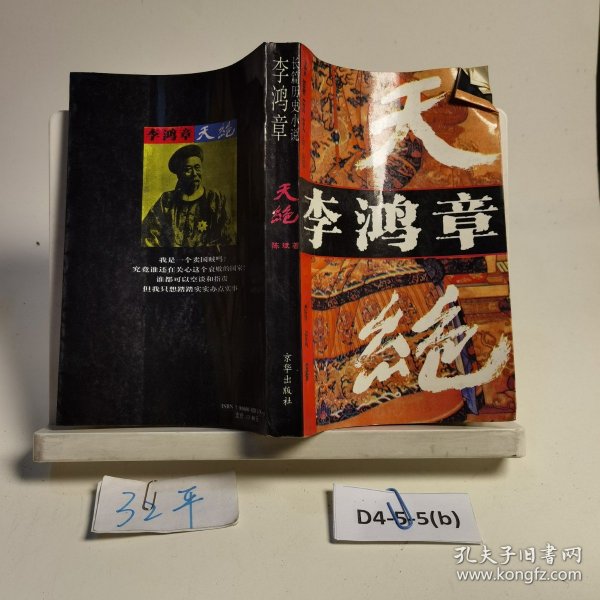 李鸿章 天絶
我是一个卖国贼吗?
究竟谁还在关心这个衰败的国家?
谁都可以空谈和指责
但我只想踏踏实实办点实事
长篇历史小说
李鸿章
天絶
陈斌著
京华出版社
天
李鸿章
絶
32平
D4-5-5(b)
孔夫子旧书网
www.kongfz.com